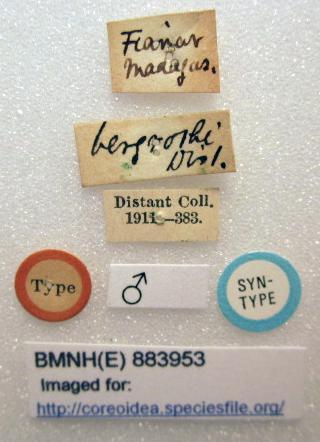 Fianar
Madagas.
bergrothi
Dist.
Distant Coll.
1911—383.
Type
♂
SYN-
TYPE
BMNH(E) 883953
Imaged for:
http://coreoidea.speciesfile.org/